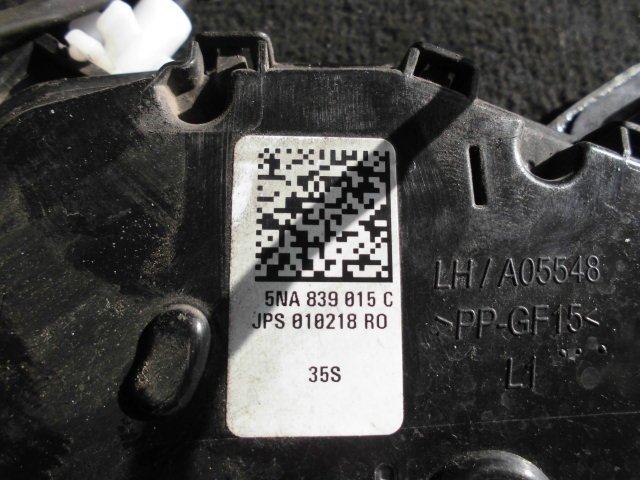 5NA 839 015 C
JPS 010218 RO
35S
LH/A05548
>PP-GF15<
L1